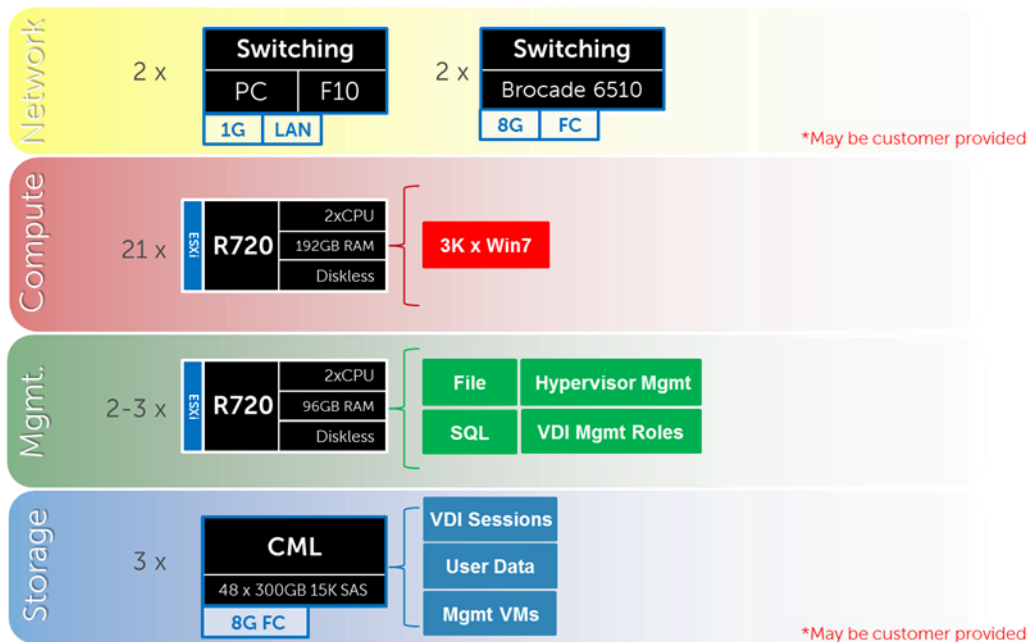 Network
2 x
Switching
PC
F10
1G
LAN
2 x
Switching
Brocade 6510
8G
FC
*May be customer provided
Compute
21 x
ESXi
R720
2xCPU
192GB RAM
Diskless
3K x Win7
Mgmt.
2-3 x
ESXi
R720
2xCPU
96GB RAM
Diskless
File
Hypervisor Mgmt
SQL
VDI Mgmt Roles
Storage
3 x
CML
48 x 300GB 15K SAS
8G FC
VDI Sessions
User Data
Mgmt VMs
*May be customer provided